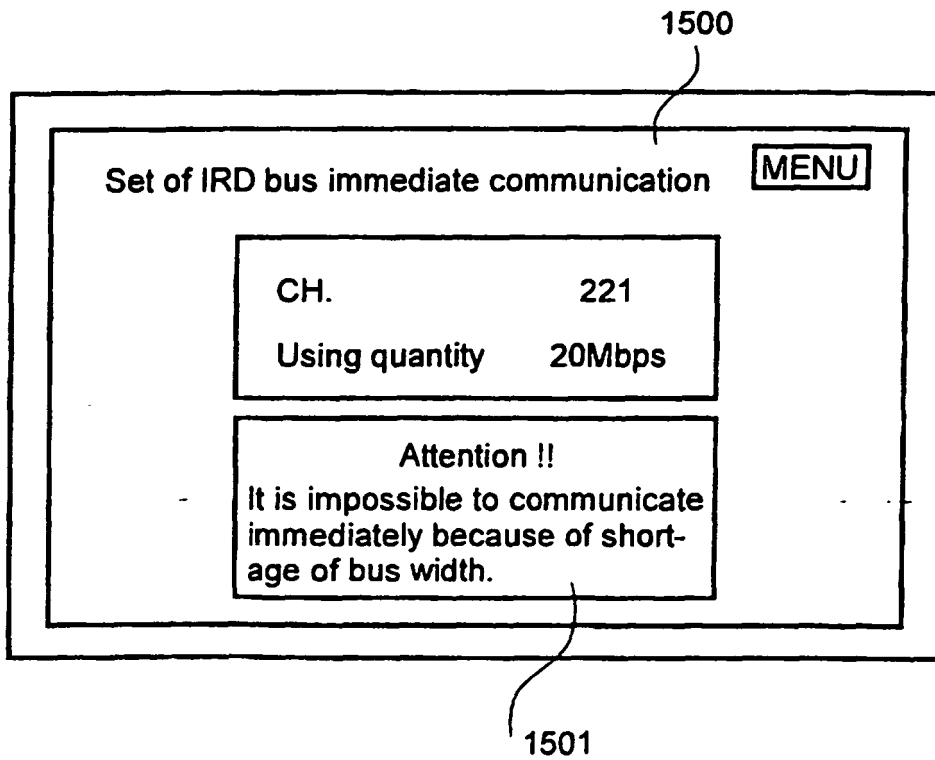 1500
Set of IRD bus immediate communication MENU
CH. 221
Using quantity 20Mbps
Attention !!
It is impossible to communicate
immediately because of short-
age of bus width.
1501